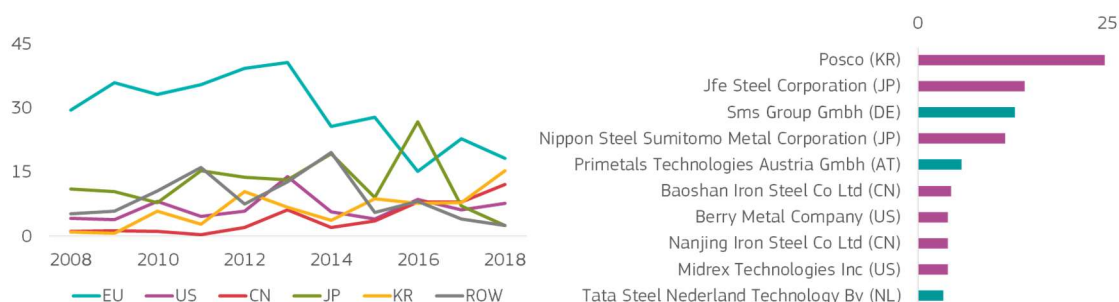 45
30
15
0
2008 2010 2012 2014 2016 2018
EU US CN JP KR ROW
0 25
Posco (KR)
Jfe Steel Corporation (JP)
Sms Group Gmbh (DE)
Nippon Steel Sumitomo Metal Corporation (JP)
Primetals Technologies Austria Gmbh (AT)
Baoshan Iron Steel Co Ltd (CN)
Berry Metal Company (US)
Nanjing Iron Steel Co Ltd (CN)
Midrex Technologies Inc (US)
Tata Steel Nederland Technology Bv (NL)